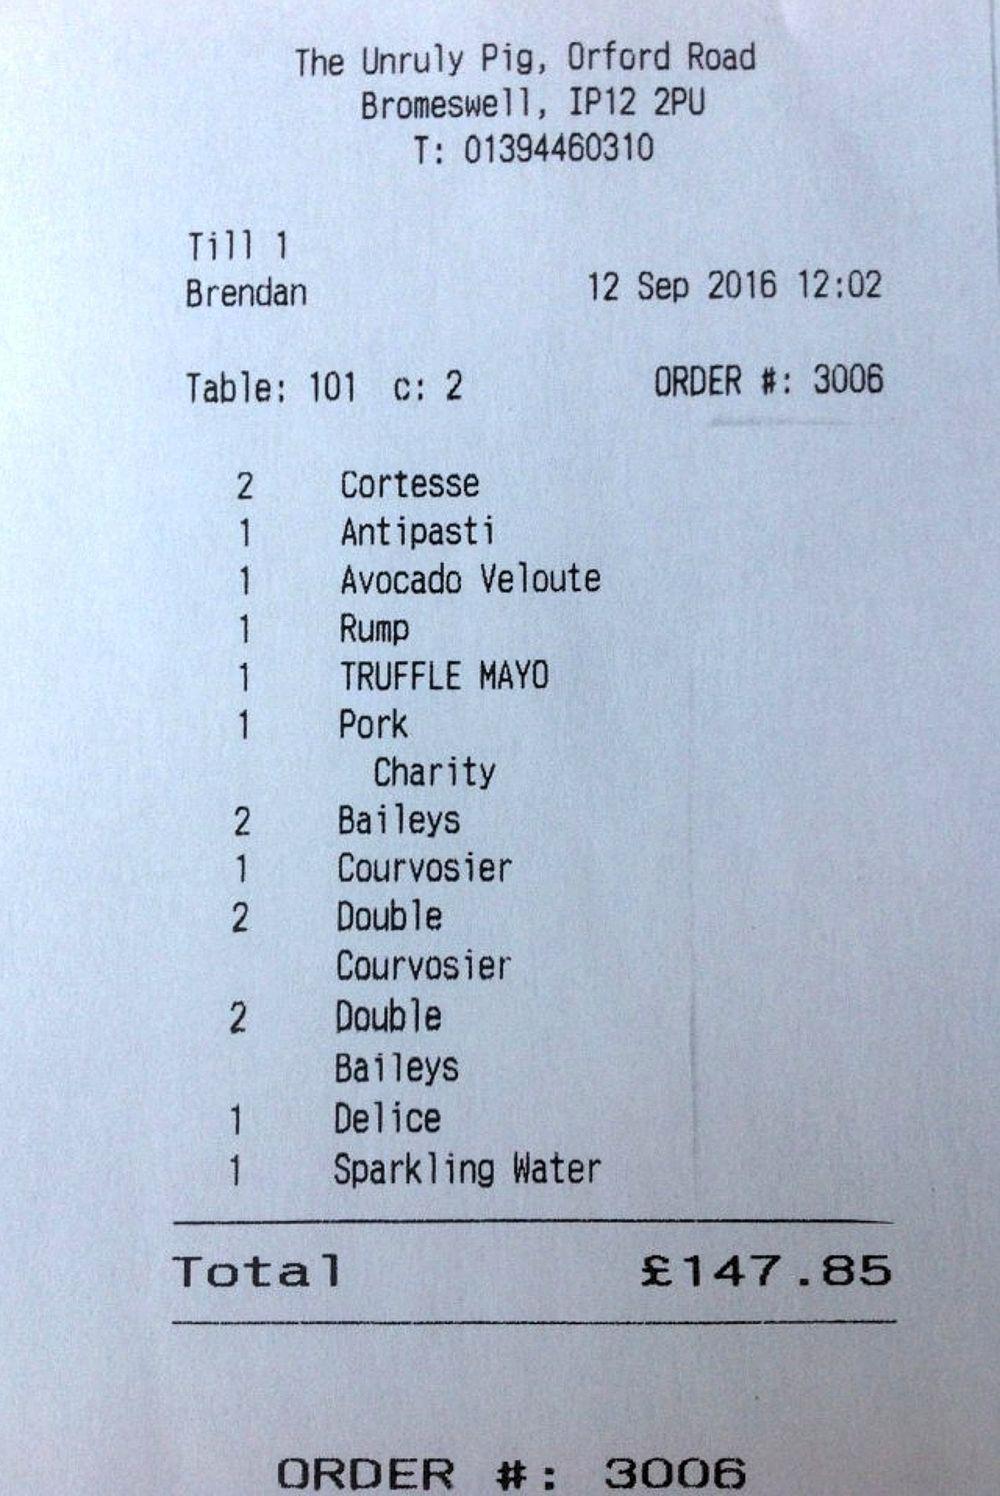 The Unruly Pig, Orford Road
Bromeswell, IP12 2PU
T: 01394460310
Till 1
Brendan 12 Sep 2016 12:02
Table: 101 c: 2 ORDER #: 3006
2 Cortesse
1 Antipasti
1 Avocado Veloute
1 Rump
1 TRUFFLE MAYO
1 Pork
Charity
2 Baileys
1 Courvosier
2 Double
Courvosier
2 Double
Baileys
1 Delice
1 Sparkling Water
Total £147.85
ORDER #: 3006